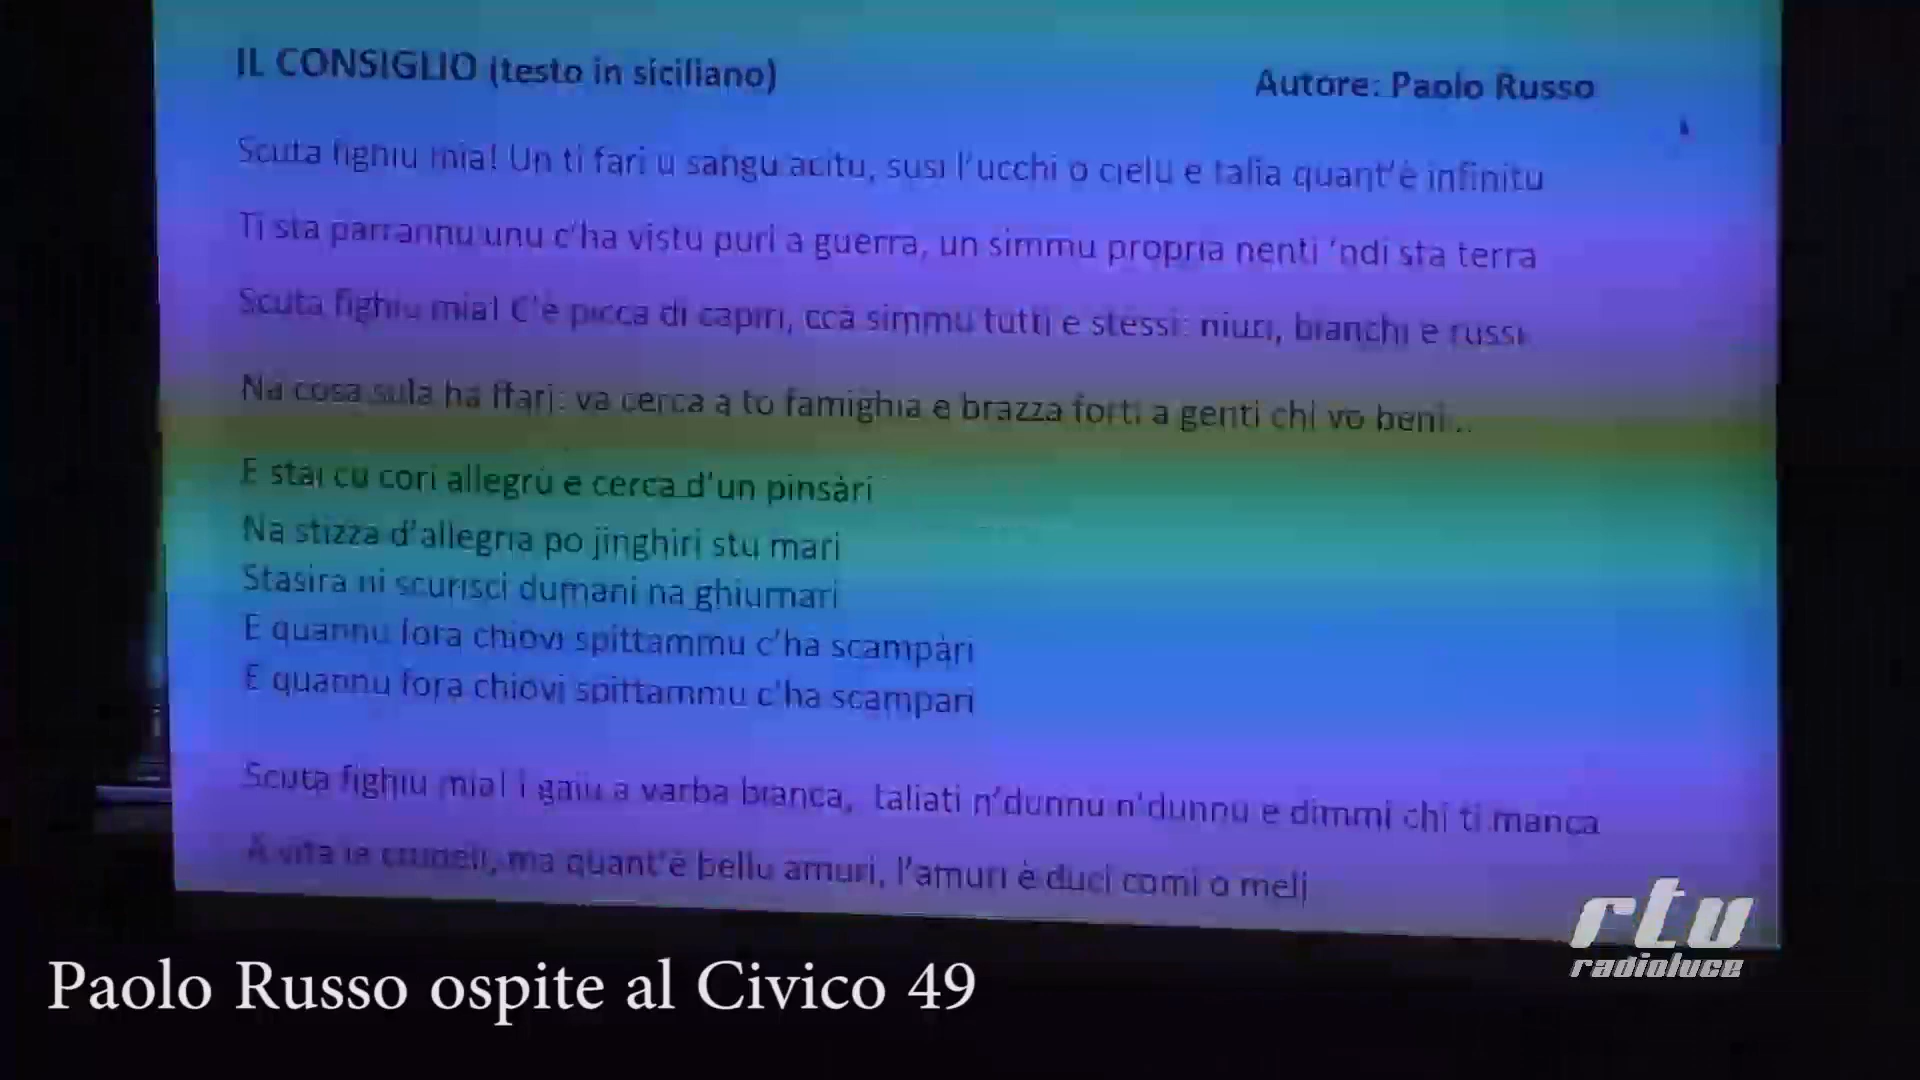 IL CONSIGLIO (testo in siciliano)
Autore: Paolo Russo
Scuta fighiu mia! Un ti fari u sangu acitu, susi l'ucchi o cielu e talia quant'è infinitu
Ti sta parrannu unu c'ha vistu puri a guerra, un simmu propria nenti 'ndi sta terra
Scuta fighiu mia! C'è picca di capiri, ccà simmu tutti e stessi: niuri, bianchi e russi
Na cosa sula ha ffari: va cerca a to famighia e brazza forti a genti chi vo beni...
E stai cu cori allegru e cerca d'un pinsàri
Na stizza d'allegria po jinghiri stu mari
Stasira ni scurisci dumani na ghiumari
E quannu fora chiovi spittammu c'ha scampàri
E quannu fora chiovi spittammu c'ha scampari
Scuta fighiu mia! I gaiu a varba bianca, taliati n'dunnu n'dunnu e dimmi chi ti manca
A vita ia crudeli, ma quant'è bellu amuri, l'amuri è duci comi o meli
rtv
radioluce
Paolo Russo ospite al Civico 49